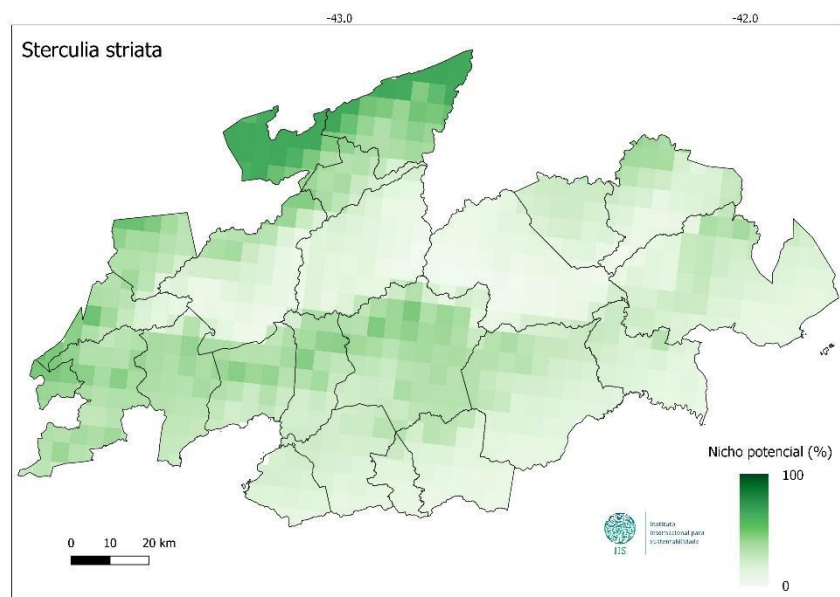 -43.0
-42.0
Sterculia striata
Nicho potencial (%)
100
0
0 10 20 km
IIS
Instituto
Internacional para
Sustentabilidade